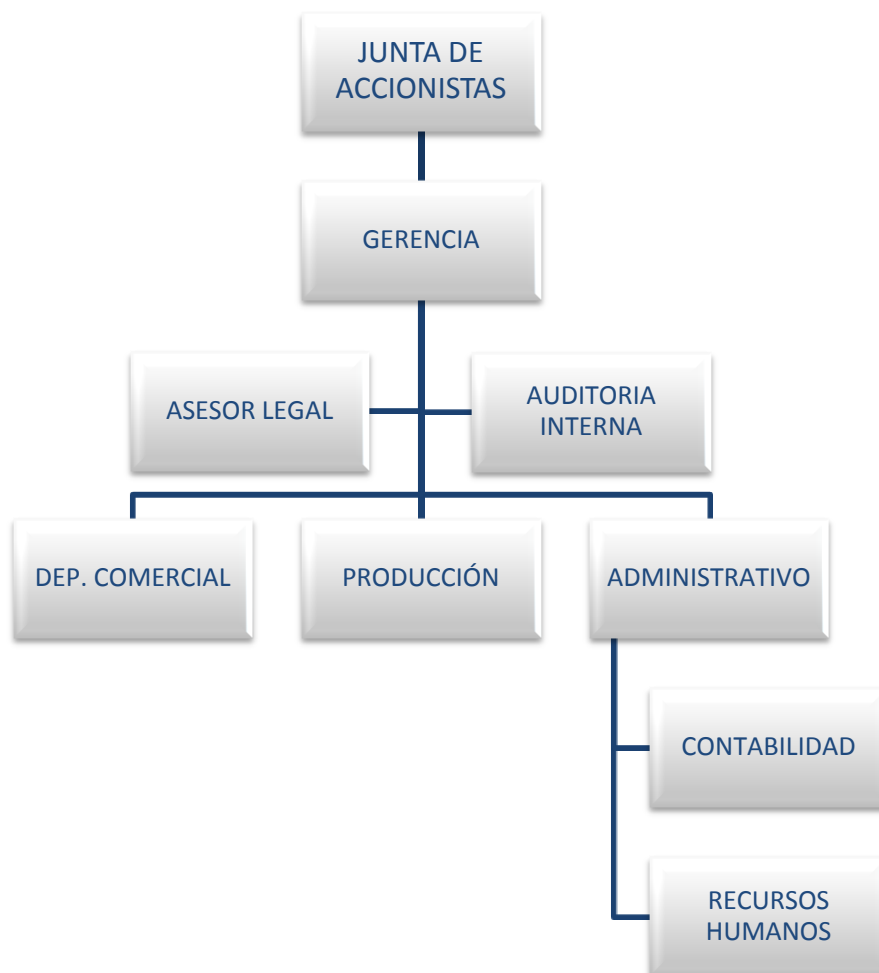 JUNTA DE
ACCIONISTAS
GERENCIA
ASESOR LEGAL
AUDITORIA
INTERNA
DEP. COMERCIAL
PRODUCCIÓN
ADMINISTRATIVO
CONTABILIDAD
RECURSOS
HUMANOS